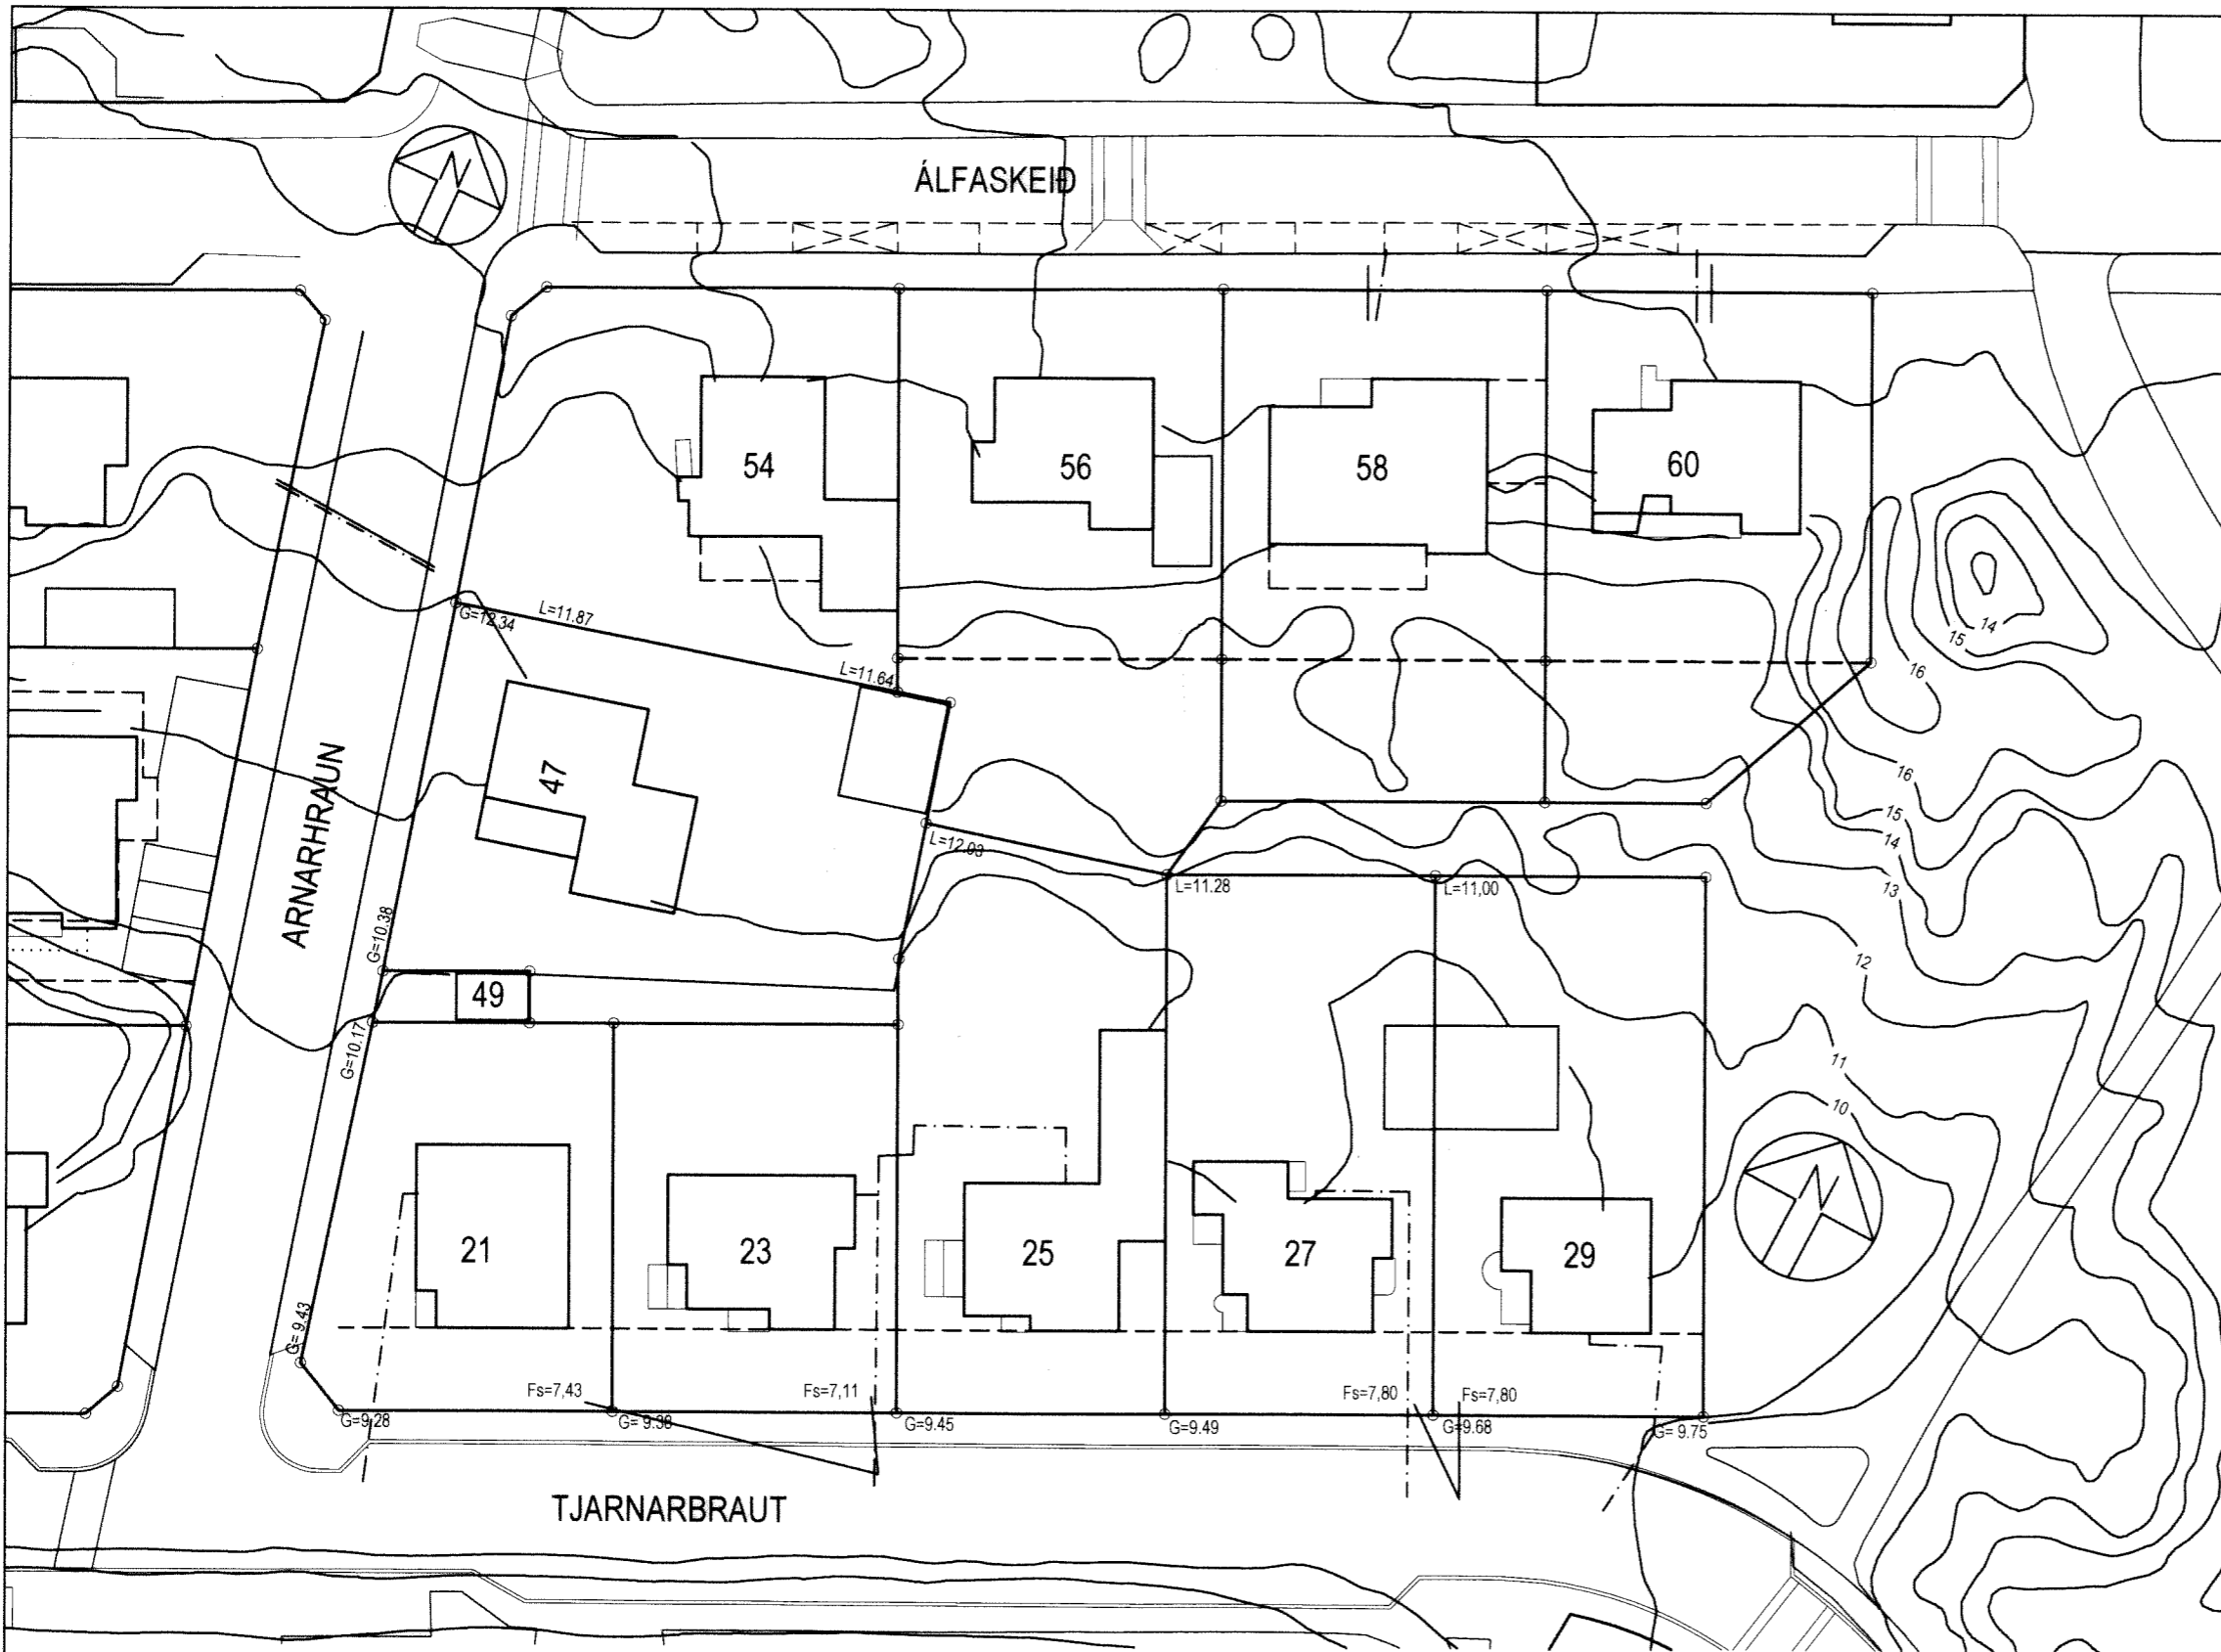 N
ÁLFASKEIÐ
54
56
58
60
G=12.34
L=11.87
L=11.64
15
14
16
47
ARNARHRAUN
16
15
14
13
L=12.03
L=11.28
L=11,00
12
G=10.38
49
G=10.17
11
10
N
21
23
25
27
29
G=9.43
Fs=7,43
Fs=7,11
Fs=7,80
Fs=7,80
G=9.28
G= 9.38
G=9.45
G=9.49
G=9.68
G= 9.75
TJARNARBRAUT